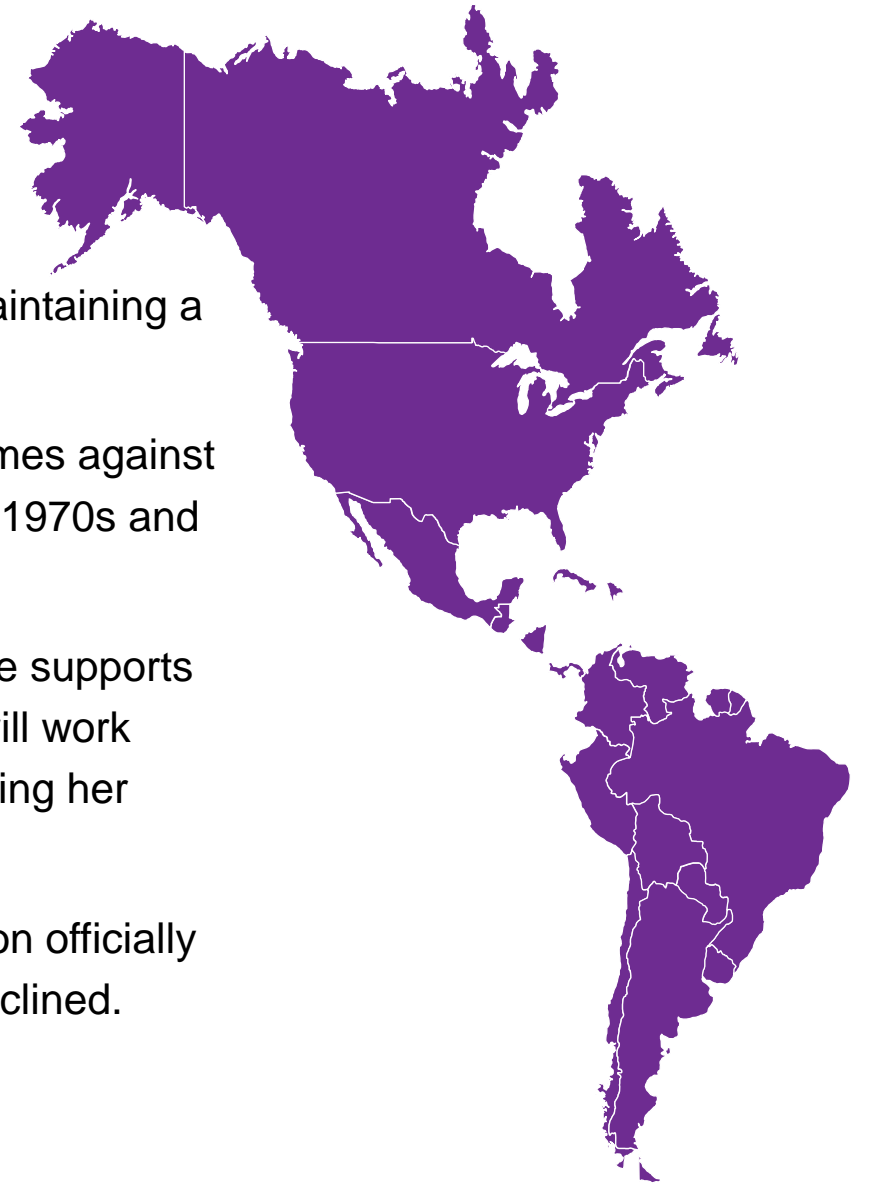 aintaining a
mes against
1970s and
e supports
ill work
ing her
on officially
clined.